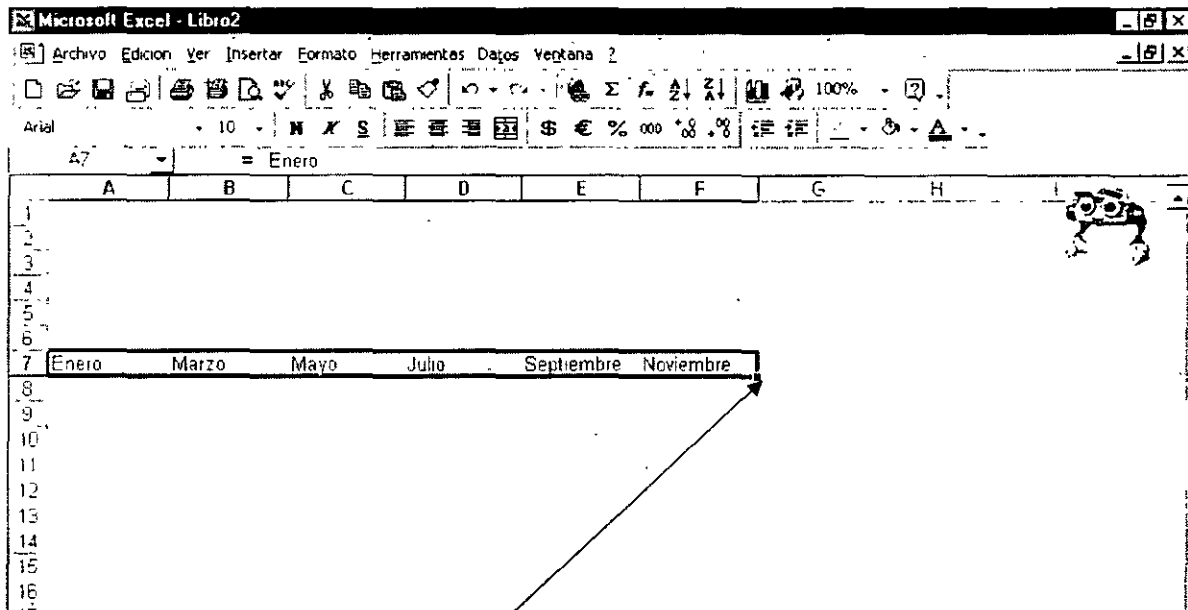 Microsoft Excel - Libro2
Archivo Edicion Ver Insertar Formato Herramientas Datos Ventana ?
100%
Arial 10 N K S $ € % 000
A7 = Enero
A B C D E F G H I
1
2
3
4
5
6
7 Enero Marzo Mayo Julio Septiembre Noviembre
8
9
10
11
12
13
14
15
16